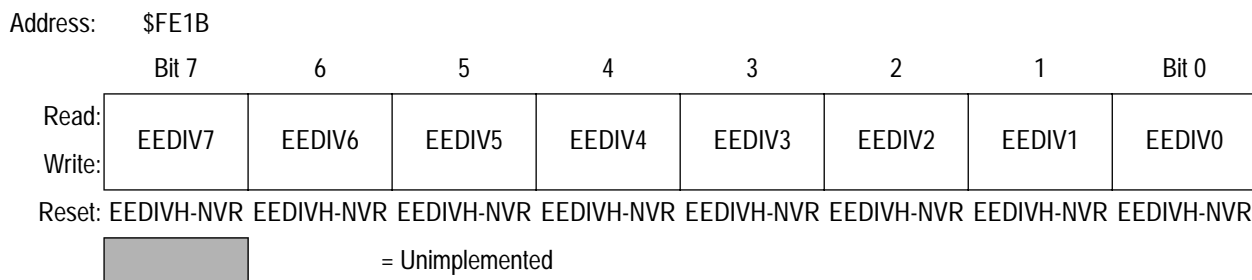 Address: $FE1B
Bit 7 6 5 4 3 2 1 Bit 0
Read:
EEDIV7 EEDIV6 EEDIV5 EEDIV4 EEDIV3 EEDIV2 EEDIV1 EEDIV0
Write:
Reset: EEDIVH-NVR EEDIVH-NVR EEDIVH-NVR EEDIVH-NVR EEDIVH-NVR EEDIVH-NVR EEDIVH-NVR EEDIVH-NVR
= Unimplemented